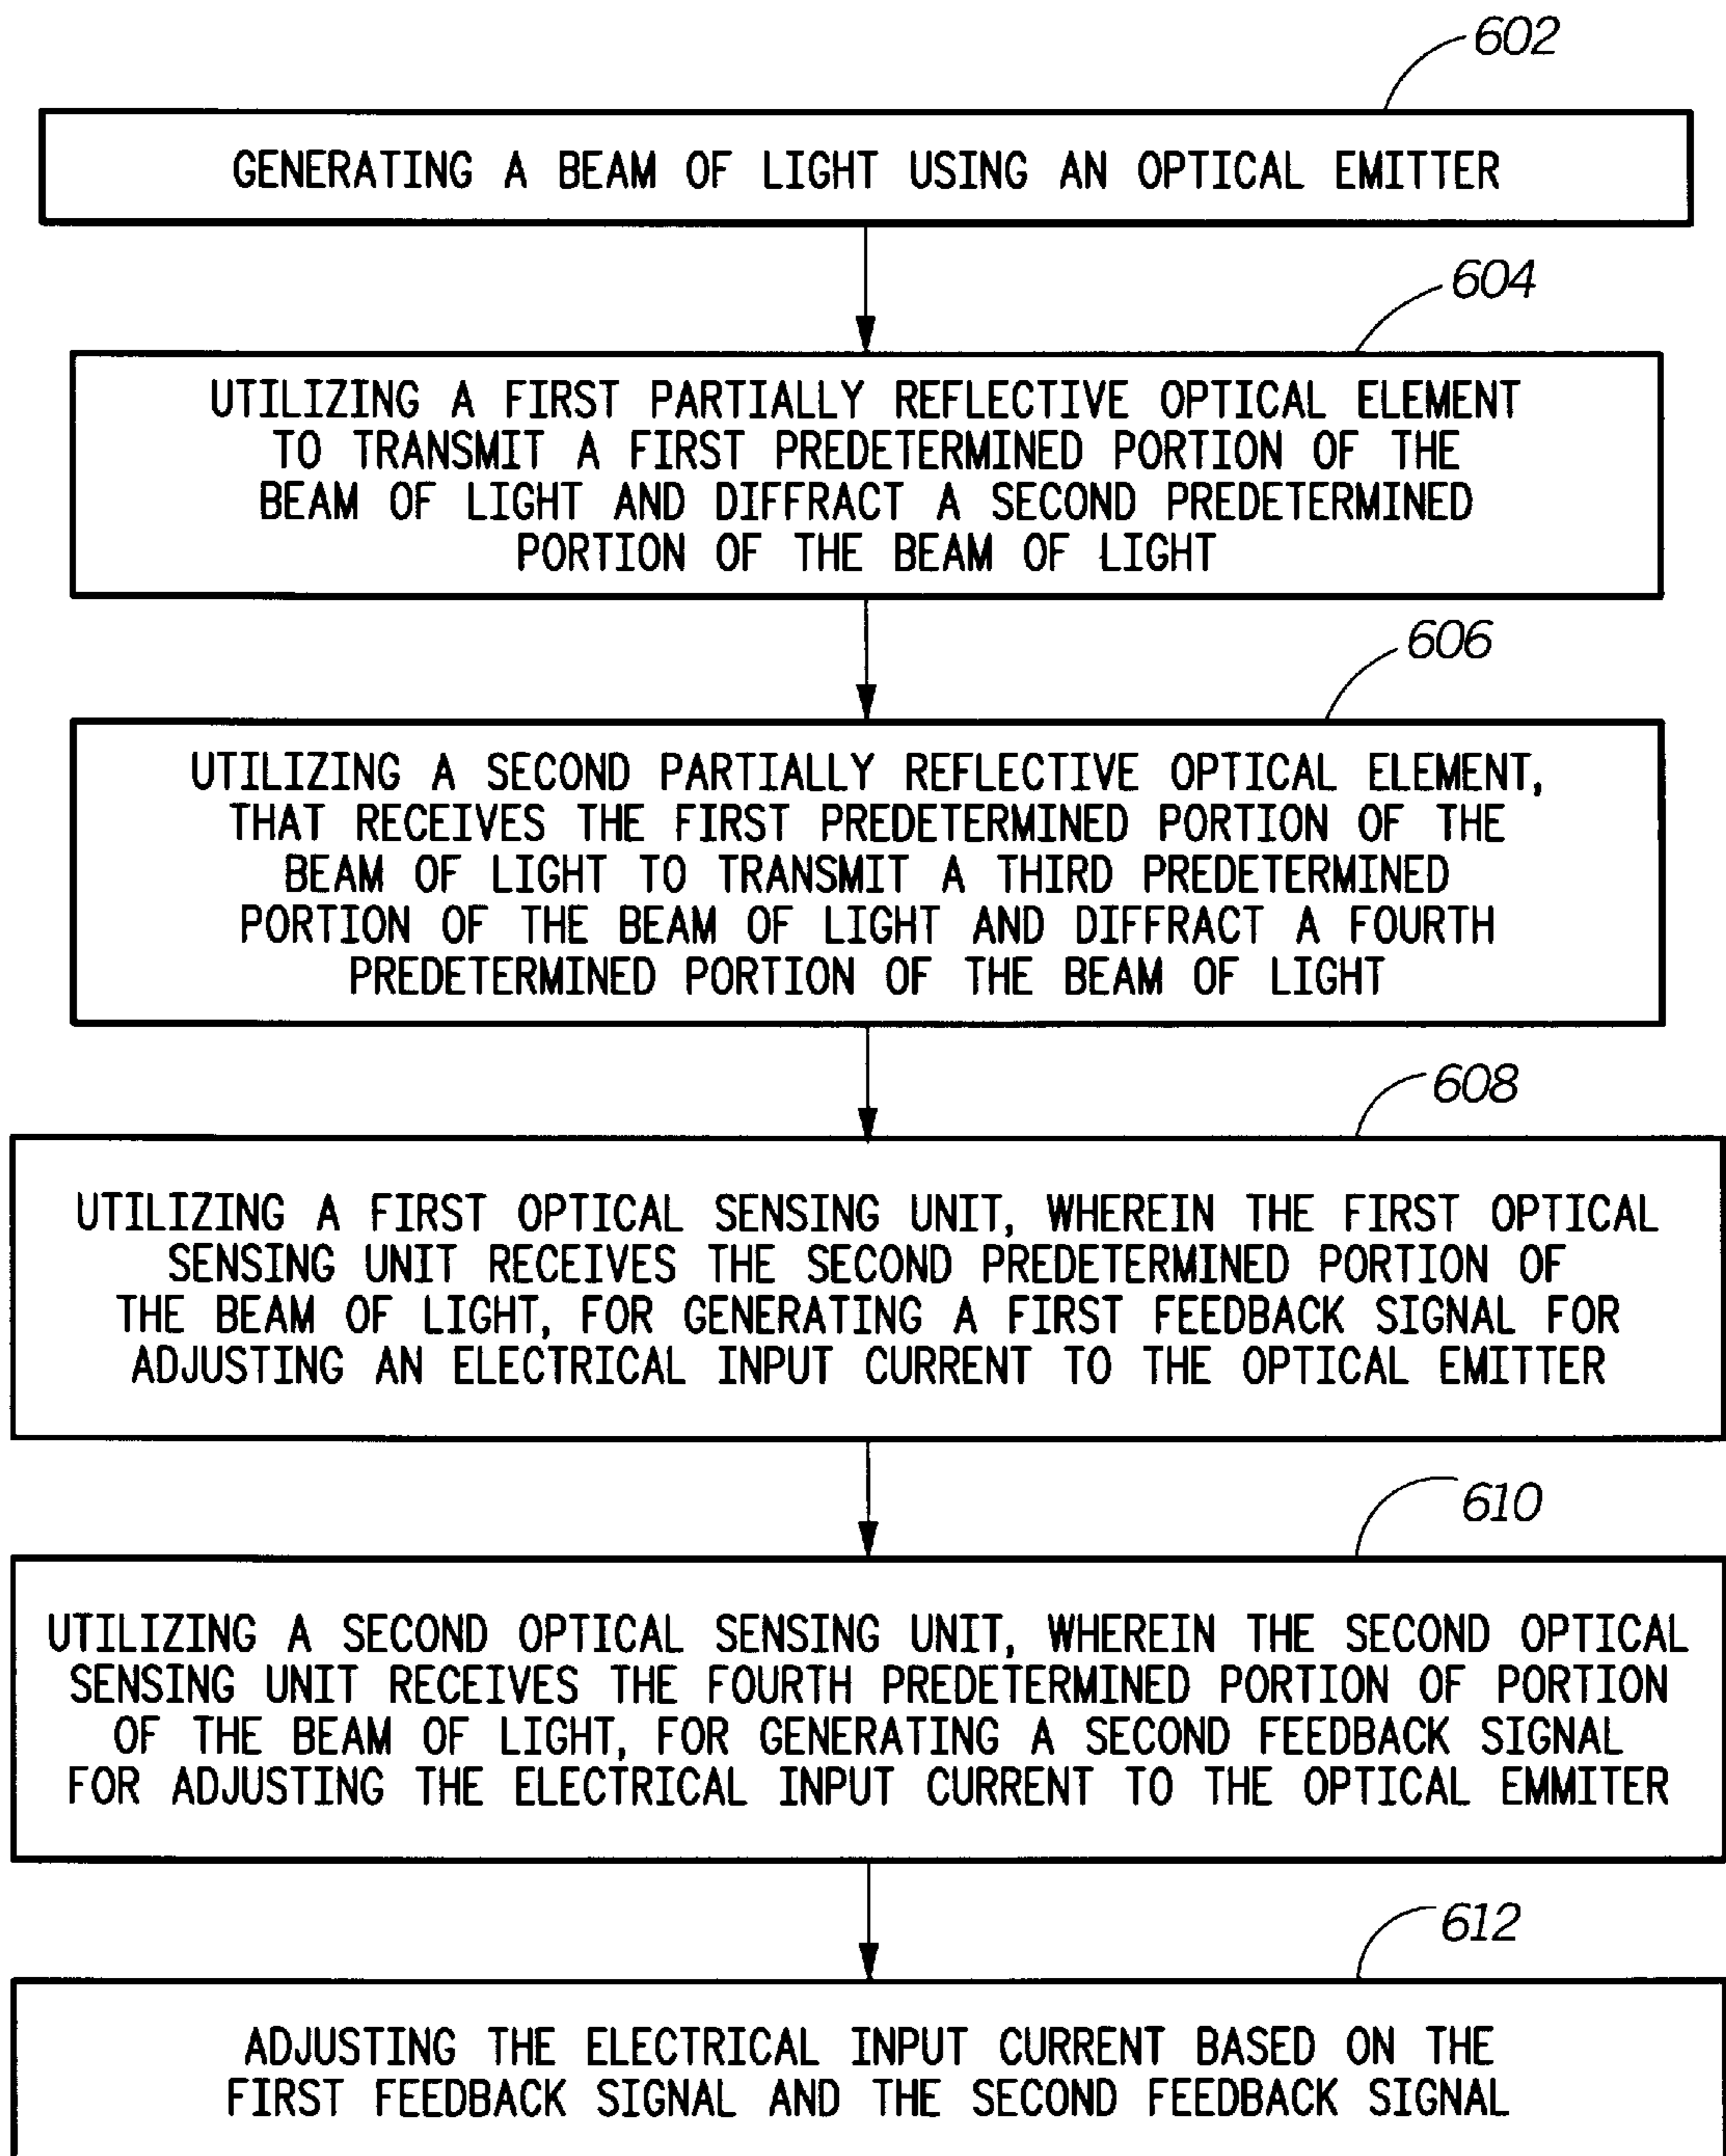 602
GENERATING A BEAM OF LIGHT USING AN OPTICAL EMITTER
604
UTILIZING A FIRST PARTIALLY REFLECTIVE OPTICAL ELEMENT
TO TRANSMIT A FIRST PREDETERMINED PORTION OF THE
BEAM OF LIGHT AND DIFFRACT A SECOND PREDETERMINED
PORTION OF THE BEAM OF LIGHT
606
UTILIZING A SECOND PARTIALLY REFLECTIVE OPTICAL ELEMENT,
THAT RECEIVES THE FIRST PREDETERMINED PORTION OF THE
BEAM OF LIGHT TO TRANSMIT A THIRD PREDETERMINED
PORTION OF THE BEAM OF LIGHT AND DIFFRACT A FOURTH
PREDETERMINED PORTION OF THE BEAM OF LIGHT
608
UTILIZING A FIRST OPTICAL SENSING UNIT, WHEREIN THE FIRST OPTICAL
SENSING UNIT RECEIVES THE SECOND PREDETERMINED PORTION OF
THE BEAM OF LIGHT, FOR GENERATING A FIRST FEEDBACK SIGNAL FOR
ADJUSTING AN ELECTRICAL INPUT CURRENT TO THE OPTICAL EMITTER
610
UTILIZING A SECOND OPTICAL SENSING UNIT, WHEREIN THE SECOND OPTICAL
SENSING UNIT RECEIVES THE FOURTH PREDETERMINED PORTION OF PORTION
OF THE BEAM OF LIGHT, FOR GENERATING A SECOND FEEDBACK SIGNAL
FOR ADJUSTING THE ELECTRICAL INPUT CURRENT TO THE OPTICAL EMMITER
612
ADJUSTING THE ELECTRICAL INPUT CURRENT BASED ON THE
FIRST FEEDBACK SIGNAL AND THE SECOND FEEDBACK SIGNAL